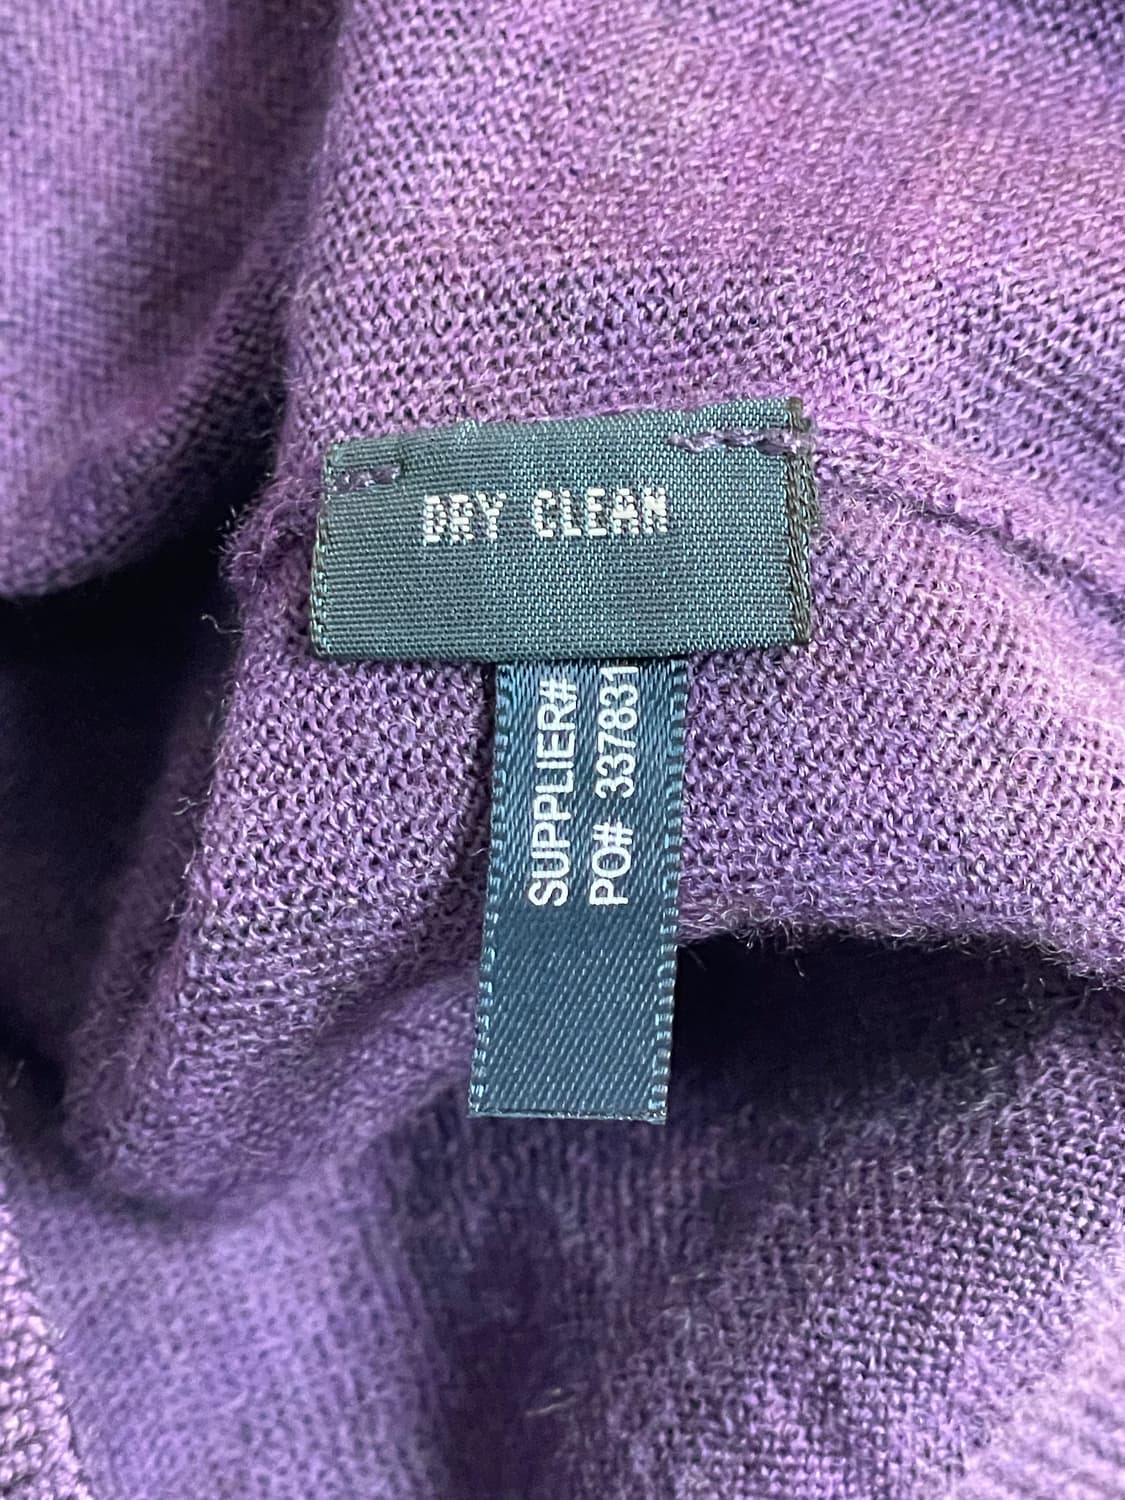 DRY CLEAN
SUPPLIER#
PO# 337831